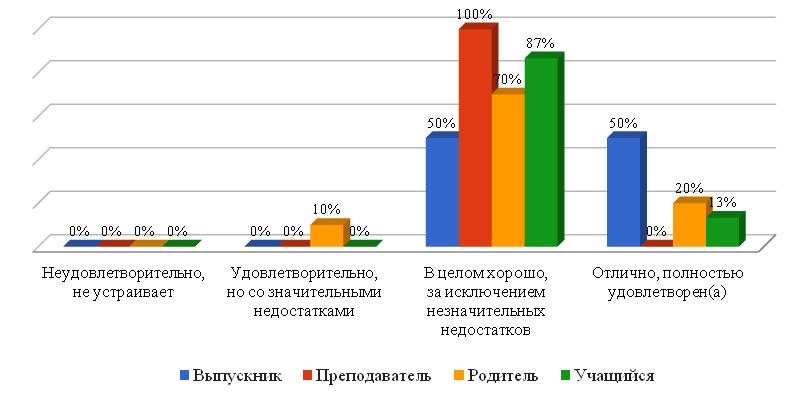 100%
87%
70%
50%
50%
20%
13%
0%
10%
0% 0% 0% 0%
0% 0%
0%
Неудовлетворительно,
не устраивает
Удовлетворительно,
но со значительными
недостатками
В целом хорошо,
за исключением
незначительных
недостатков
Отлично, полностью
удовлетворен(а)
Выпускник Преподаватель Родитель Учащийся